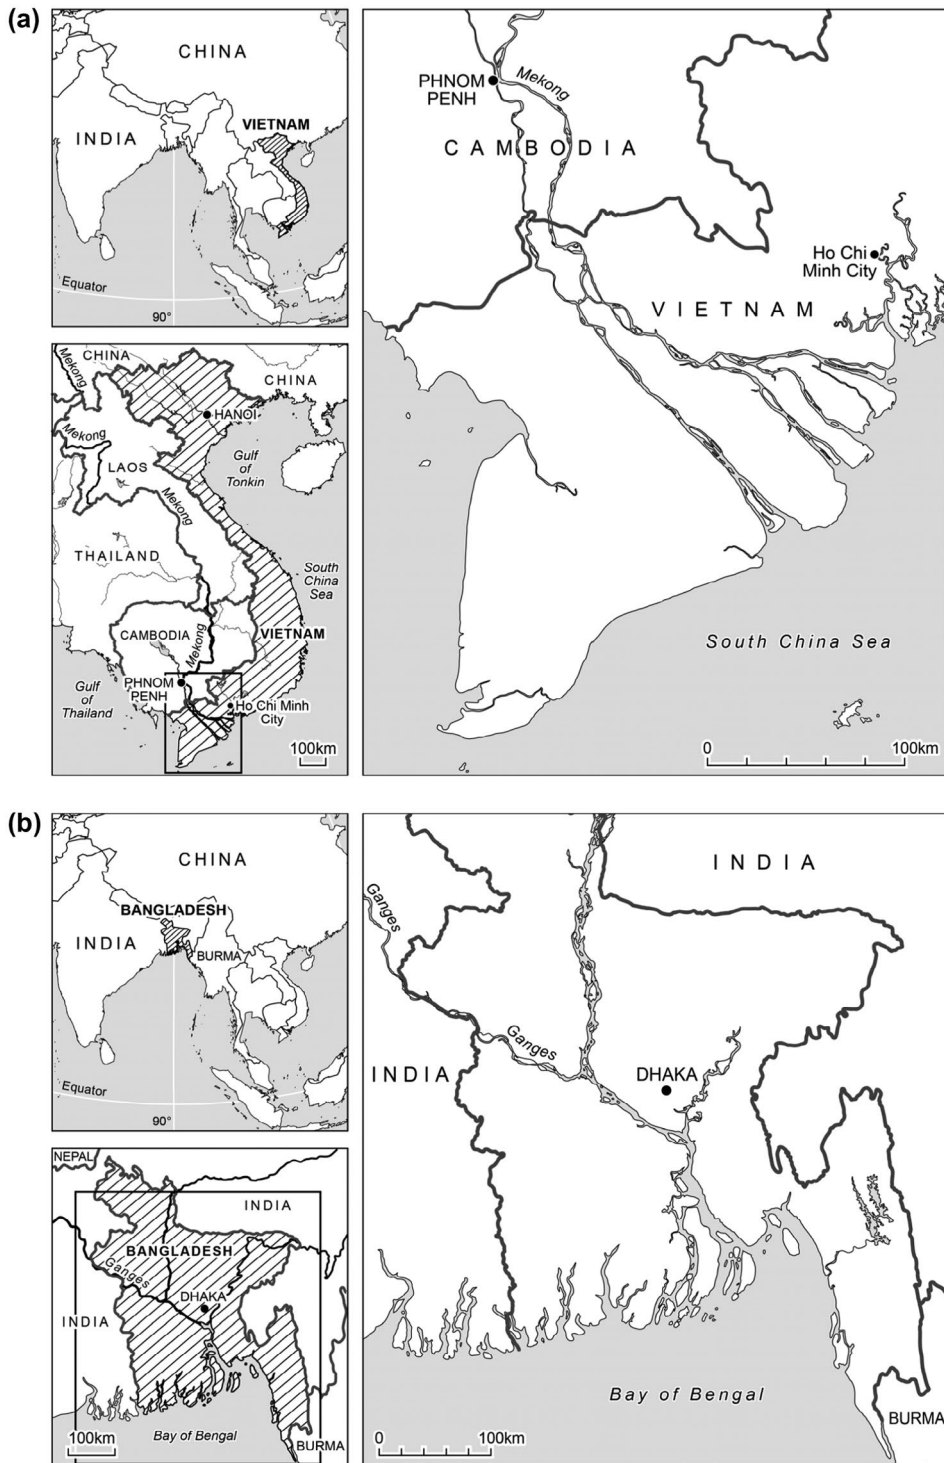 (a)
CHINA
INDIA
VIETNAM
Equator
90°
CHINA
Mekong
CHINA
HANOI
Mekong
LAOS
Gulf
of
Tonkin
Mekong
THAILAND
South
China
Sea
CAMBODIA
Mekong
VIETNAM
PHNOM
PENH
Gulf
of
Thailand
Ho Chi Minh
City
100km
PHNOM
PENH
Mekong
CAMBODIA
Ho Chi
Minh City
VIETNAM
South China Sea
0 100km
(b)
CHINA
BANGLADESH
INDIA
BURMA
Equator
90°
NEPAL
INDIA
BANGLADESH
Ganges
DHAKA
INDIA
100km
Bay of Bengal
BURMA
INDIA
Ganges
Ganges
INDIA
DHAKA
Bay of Bengal
BURMA
0 100km